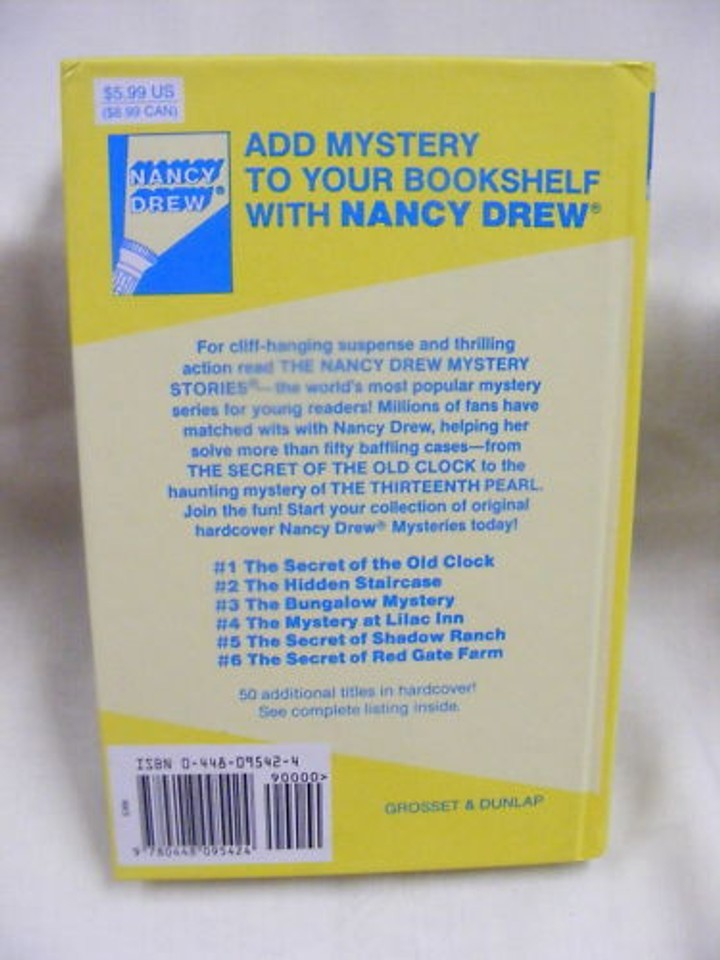 $5.99 US
($8.99 CAN)
NANCY
DREW®
ADD MYSTERY
TO YOUR BOOKSHELF
WITH NANCY DREW®
For cliff-hanging suspense and thrilling
action read THE NANCY DREW MYSTERY
STORIES®—the world's most popular mystery
series for young readers! Millions of fans have
matched wits with Nancy Drew, helping her
solve more than fifty baffling cases—from
THE SECRET OF THE OLD CLOCK to the
haunting mystery of THE THIRTEENTH PEARL.
Join the fun! Start your collection of original
hardcover Nancy Drew® Mysteries today!
#1 The Secret of the Old Clock
#2 The Hidden Staircase
#3 The Bungalow Mystery
#4 The Mystery at Lilac Inn
#5 The Secret of Shadow Ranch
#6 The Secret of Red Gate Farm
50 additional titles in hardcover!
See complete listing inside.
ISBN 0-448-09542-4
90000>
9 780448 095424
GROSSET & DUNLAP